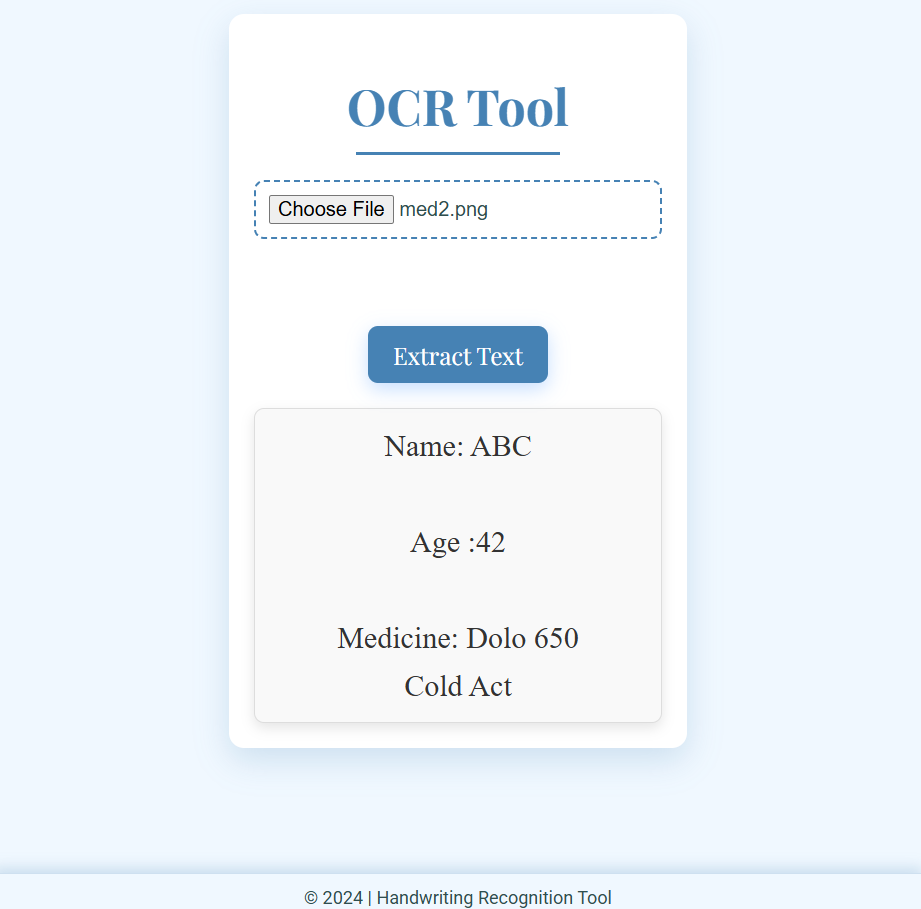 OCR Tool
Choose File med2.png
Extract Text
Name: ABC
Age :42
Medicine: Dolo 650
Cold Act
© 2024 | Handwriting Recognition Tool